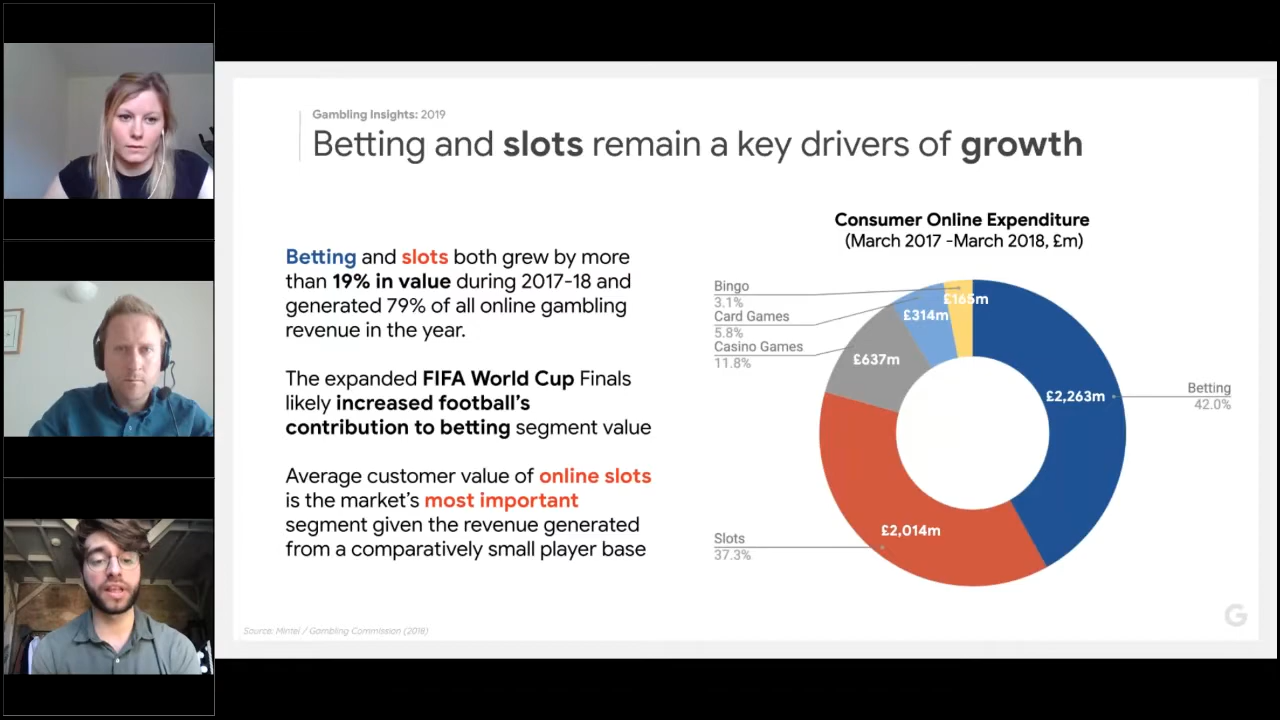 Gambling Insights: 2019
Betting and slots remain a key drivers of growth
Betting and slots both grew by more
than 19% in value during 2017-18 and
generated 79% of all online gambling
revenue in the year.
The expanded FIFA World Cup Finals
likely increased football's
contribution to betting segment value
Average customer value of online slots
is the market's most important
segment given the revenue generated
from a comparatively small player base
Consumer Online Expenditure
(March 2017 -March 2018, £m)
Bingo
3.1%
£165m
Card Games
5.8%
£314m
Casino Games
11.8%
£637m
Betting
42.0%
£2,263m
Slots
37.3%
£2,014m
Source: Mintel / Gambling Commission (2018)
G